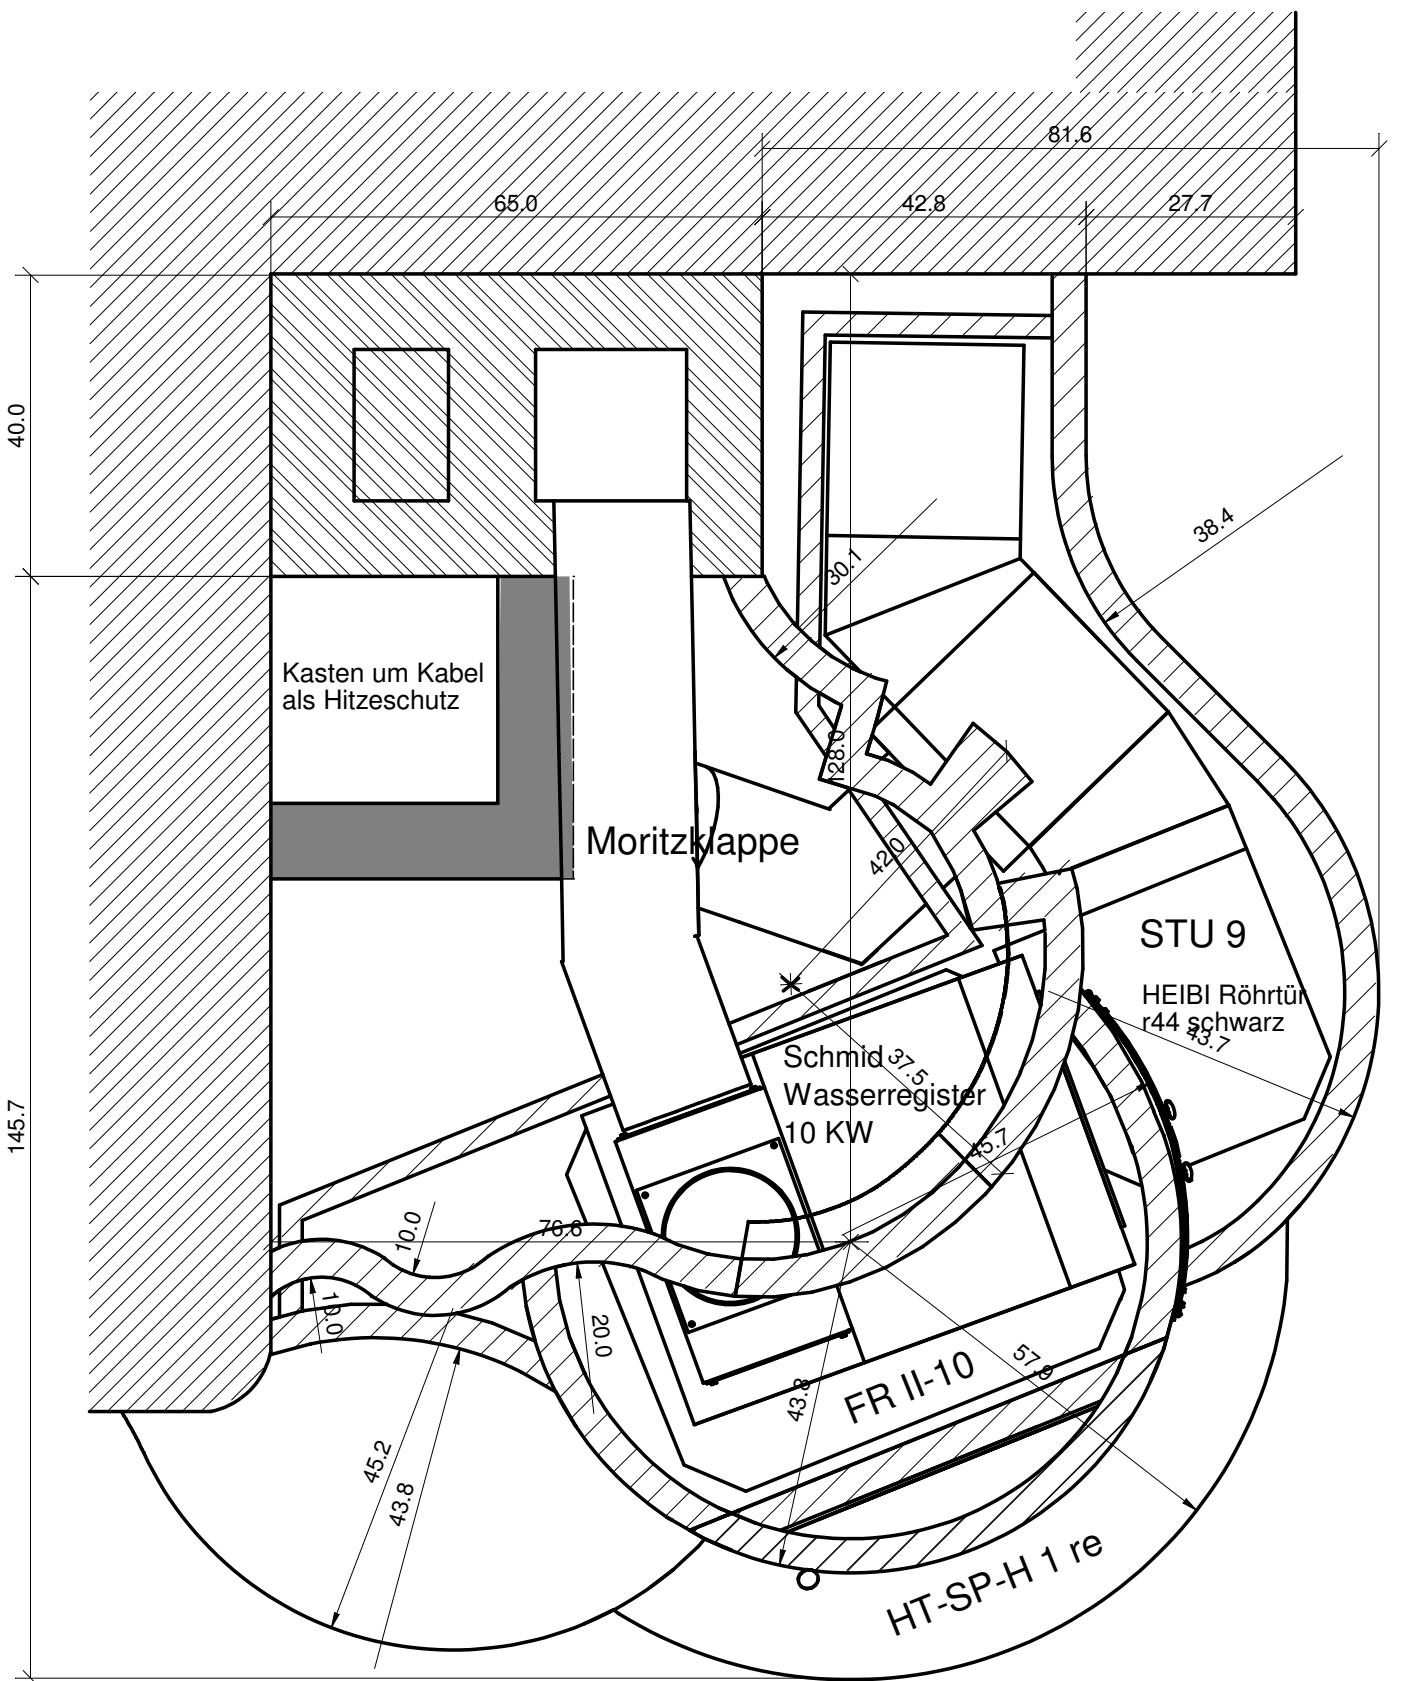 81.6
65.0
42.8
27.7
40.0
38.4
30.1
Kasten um Kabel
als Hitzeschutz
128.0
Moritzklappe
42.0
STU 9
HEIBI Röhrtür
r44 schwarz
43.7
Schmid
Wasserregister
10 KW
37.5
45.7
145.7
10.0
76.6
10.0
20.0
57.9
FR II-10
43.8
45.2
43.8
HT-SP-H 1 re